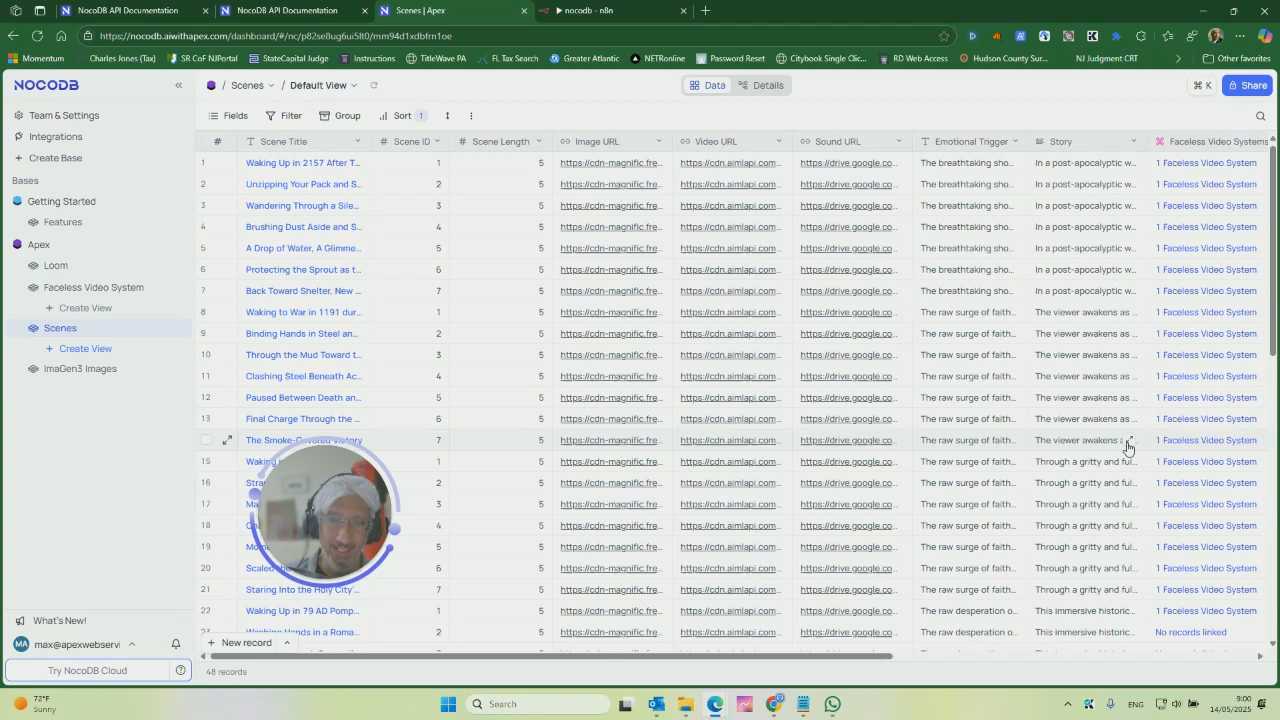 NocoDB API Documentation
NocoDB API Documentation
Scenes | Apex
nocodb - n8n
https://nocodb.aiwithapex.com/dashboard/#/nc/p82se8ug6ui5lt0/mm94d1xdbfrn1oe
Momentum
Charles Jones (Tax)
SR CoF NJPortal
StateCapital Judge
Instructions
TitleWave PA
FL Tax Search
Greater Atlantic
NETRonline
Password Reset
Citybook Single Clic...
RD Web Access
Hudson County Sur...
NJ Judgment CRT
Other favorites
NOCODB
Scenes
Default View
Data
Details
⌘ K
Share
Team & Settings
Integrations
Create Base
Bases
Getting Started
Features
Apex
Loom
Faceless Video System
Create View
Scenes
Create View
ImaGen3 Images
What's New!
MA max@apexwebservi
Try NocoDB Cloud
Fields
Filter
Group
Sort 1
# Scene Title Scene ID Scene Length Image URL Video URL Sound URL Emotional Trigger Story Faceless Video Systems
1 Waking Up in 2157 After T... 1 5 https://cdn-magnific.fre... https://cdn.aimlapi.com... https://drive.google.co... The breathtaking sho... In a post-apocalyptic w... 1 Faceless Video System
2 Unzipping Your Pack and S... 2 5 https://cdn-magnific.fre... https://cdn.aimlapi.com... https://drive.google.co... The breathtaking sho... In a post-apocalyptic w... 1 Faceless Video System
3 Wandering Through a Sile... 3 5 https://cdn-magnific.fre... https://cdn.aimlapi.com... https://drive.google.co... The breathtaking sho... In a post-apocalyptic w... 1 Faceless Video System
4 Brushing Dust Aside and S... 4 5 https://cdn-magnific.fre... https://cdn.aimlapi.com... https://drive.google.co... The breathtaking sho... In a post-apocalyptic w... 1 Faceless Video System
5 A Drop of Water, A Glimme... 5 5 https://cdn-magnific.fre... https://cdn.aimlapi.com... https://drive.google.co... The breathtaking sho... In a post-apocalyptic w... 1 Faceless Video System
6 Protecting the Sprout as t... 6 5 https://cdn-magnific.fre... https://cdn.aimlapi.com... https://drive.google.co... The breathtaking sho... In a post-apocalyptic w... 1 Faceless Video System
7 Back Toward Shelter, New ... 7 5 https://cdn-magnific.fre... https://cdn.aimlapi.com... https://drive.google.co... The breathtaking sho... In a post-apocalyptic w... 1 Faceless Video System
8 Waking to War in 1191 dur... 1 5 https://cdn-magnific.fre... https://cdn.aimlapi.com... https://drive.google.co... The raw surge of faith... The viewer awakens as ... 1 Faceless Video System
9 Binding Hands in Steel an... 2 5 https://cdn-magnific.fre... https://cdn.aimlapi.com... https://drive.google.co... The raw surge of faith... The viewer awakens as ... 1 Faceless Video System
10 Through the Mud Toward t... 3 5 https://cdn-magnific.fre... https://cdn.aimlapi.com... https://drive.google.co... The raw surge of faith... The viewer awakens as ... 1 Faceless Video System
11 Clashing Steel Beneath Ac... 4 5 https://cdn-magnific.fre... https://cdn.aimlapi.com... https://drive.google.co... The raw surge of faith... The viewer awakens as ... 1 Faceless Video System
12 Paused Between Death an... 5 5 https://cdn-magnific.fre... https://cdn.aimlapi.com... https://drive.google.co... The raw surge of faith... The viewer awakens as ... 1 Faceless Video System
13 Final Charge Through the ... 6 5 https://cdn-magnific.fre... https://cdn.aimlapi.com... https://drive.google.co... The raw surge of faith... The viewer awakens as ... 1 Faceless Video System
The Smoke-Covered Victory 7 5 https://cdn-magnific.fre... https://cdn.aimlapi.com... https://drive.google.co... The raw surge of faith... The viewer awakens 1 Faceless Video System
15 Waking 1 5 https://cdn-magnific.fre... https://cdn.aimlapi.com... https://drive.google.co... The raw surge of faith... Through a gritty and ful... 1 Faceless Video System
16 2 5 https://cdn-magnific.fre... https://cdn.aimlapi.com... https://drive.google.co... The raw surge of faith... Through a gritty and ful... 1 Faceless Video System
17 3 5 https://cdn-magnific.fre... https://cdn.aimlapi.com... https://drive.google.co... The raw surge of faith... Through a gritty and ful... 1 Faceless Video System
18 4 5 https://cdn-magnific.fre... https://cdn.aimlapi.com... https://drive.google.co... The raw surge of faith... Through a gritty and ful... 1 Faceless Video System
19 5 5 https://cdn-magnific.fre... https://cdn.aimlapi.com... https://drive.google.co... The raw surge of faith... Through a gritty and ful... 1 Faceless Video System
20 Scaled 6 5 https://cdn-magnific.fre... https://cdn.aimlapi.com... https://drive.google.co... The raw surge of faith... Through a gritty and ful... 1 Faceless Video System
21 Staring Into the Holy City'... 7 5 https://cdn-magnific.fre... https://cdn.aimlapi.com... https://drive.google.co... The raw surge of faith... Through a gritty and ful... 1 Faceless Video System
22 Waking Up in 79 AD Pomp... 1 5 https://cdn-magnific.fre... https://cdn.aimlapi.com... https://drive.google.co... The raw desperation o... This immersive historic... 1 Faceless Video System
23 Washing Hands in a Roma... 2 5 https://cdn-magnific.fre... https://cdn.aimlapi.com... https://drive.google.co... The raw desperation o... This immersive historic... No records linked
New record
48 records
72°F
Sunny
Search
ENG
9:00
14/05/2025